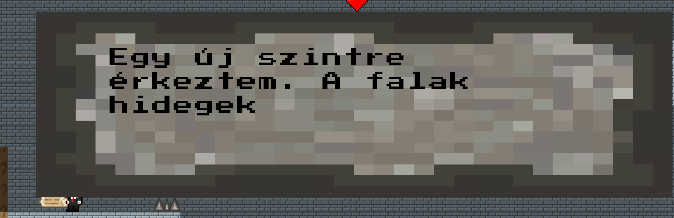 Egy új szintre
érkeztem. A falak
hidegek